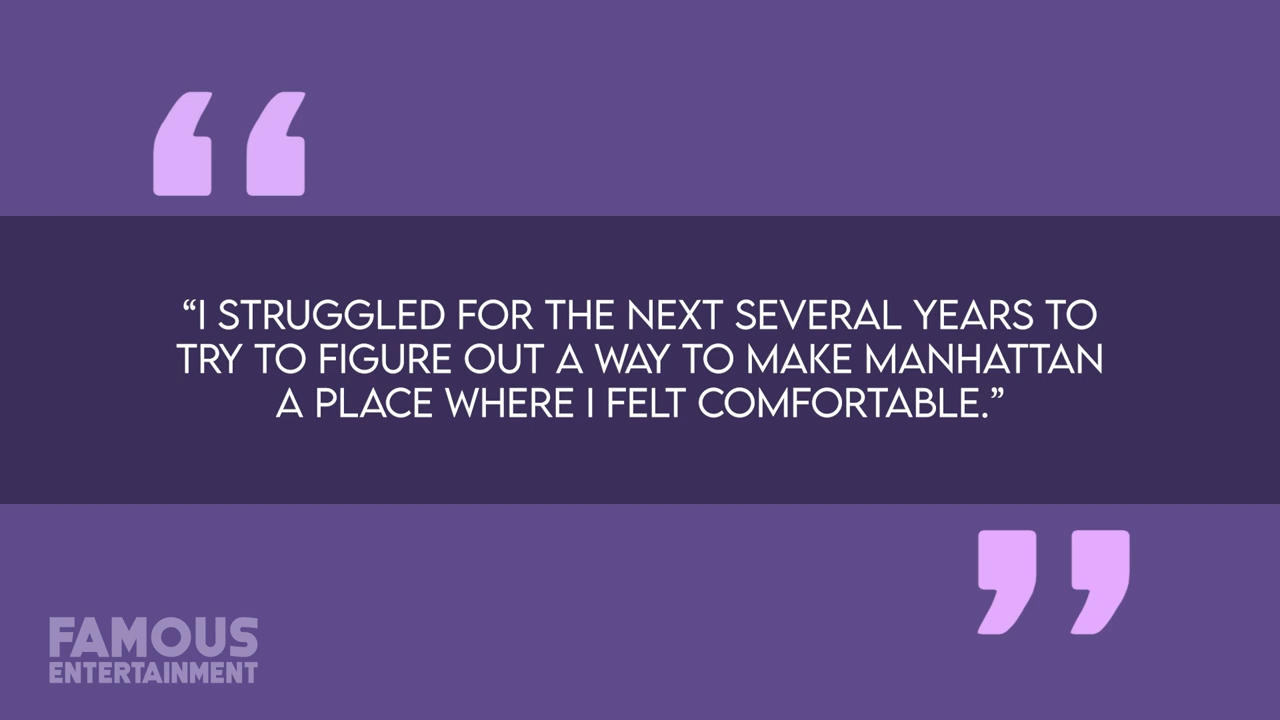 “I STRUGGLED FOR THE NEXT SEVERAL YEARS TO
TRY TO FIGURE OUT A WAY TO MAKE MANHATTAN
A PLACE WHERE I FELT COMFORTABLE.”
FAMOUS
ENTERTAINMENT